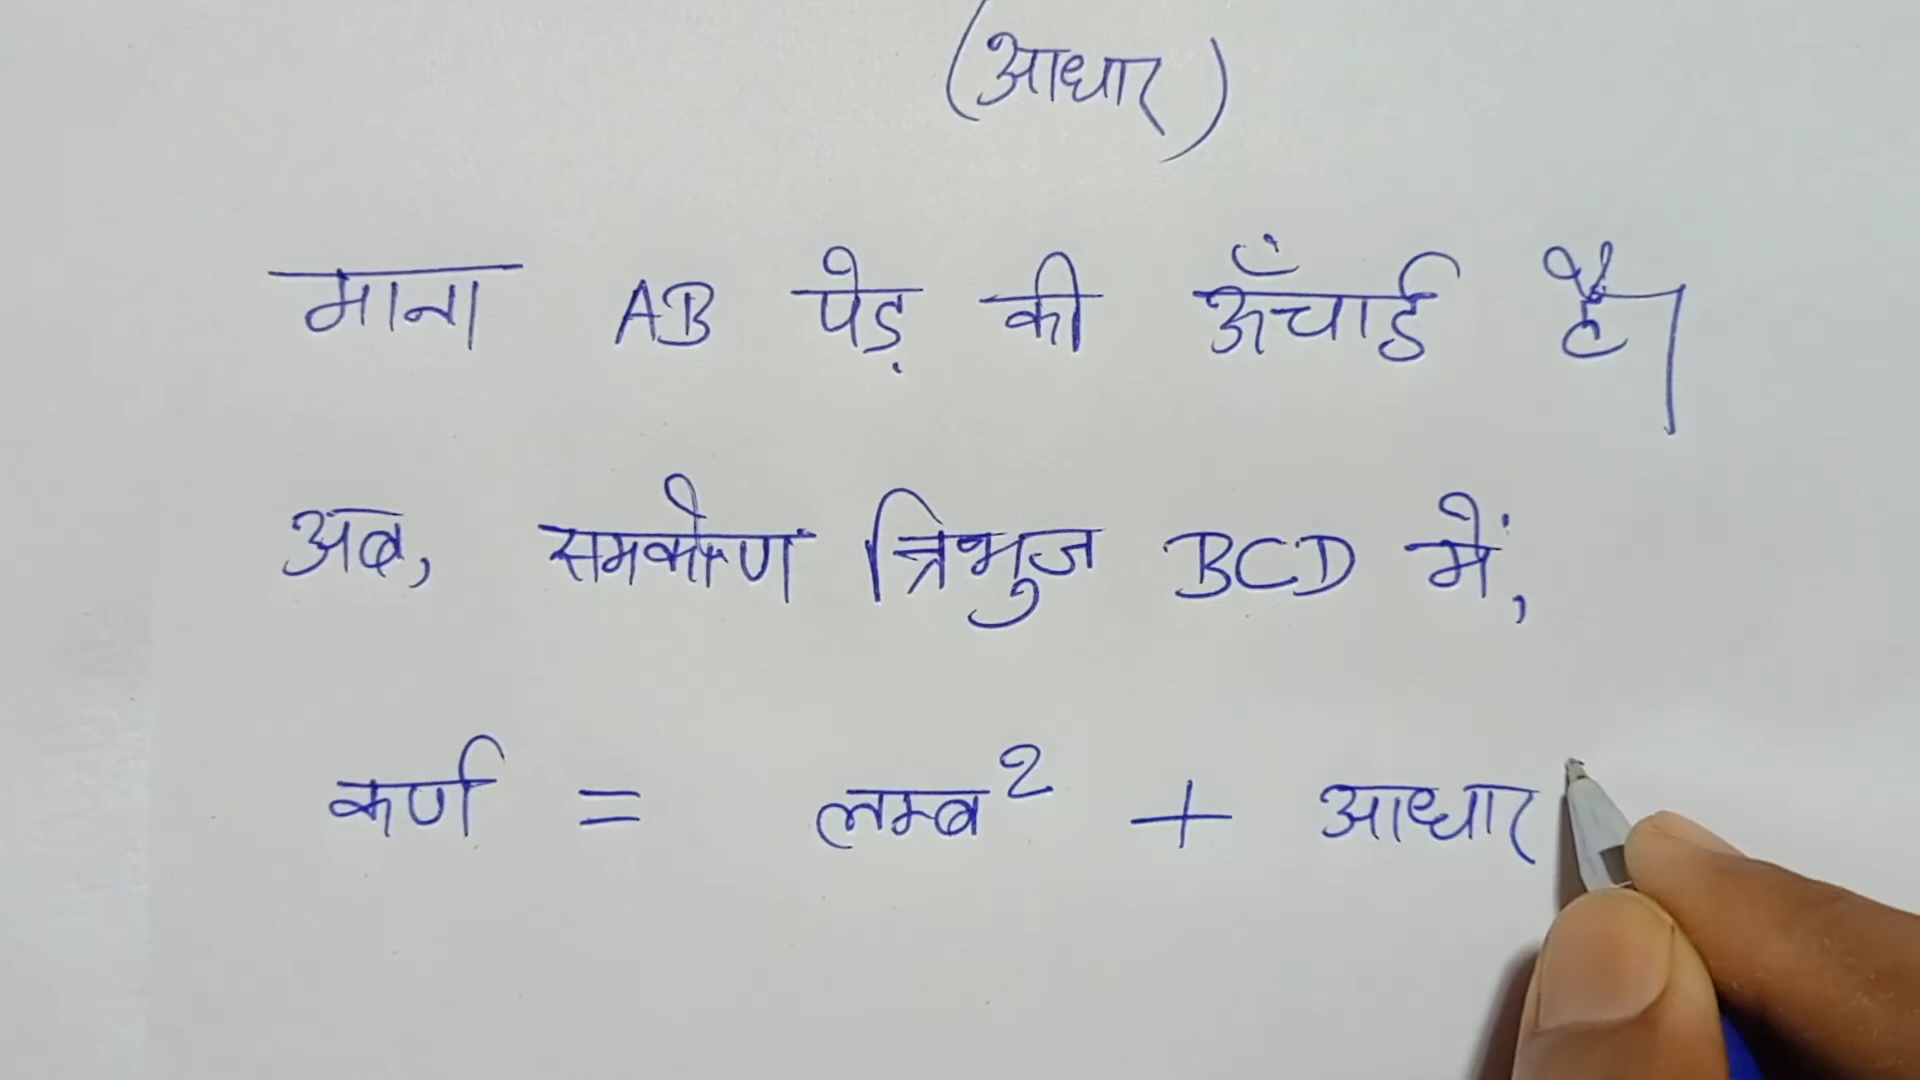 (आधार)
माना AB पेड़ की ऊँचाई है।
अब, समकोण त्रिभुज BCD में,
कर्ण = लम्ब² + आधार